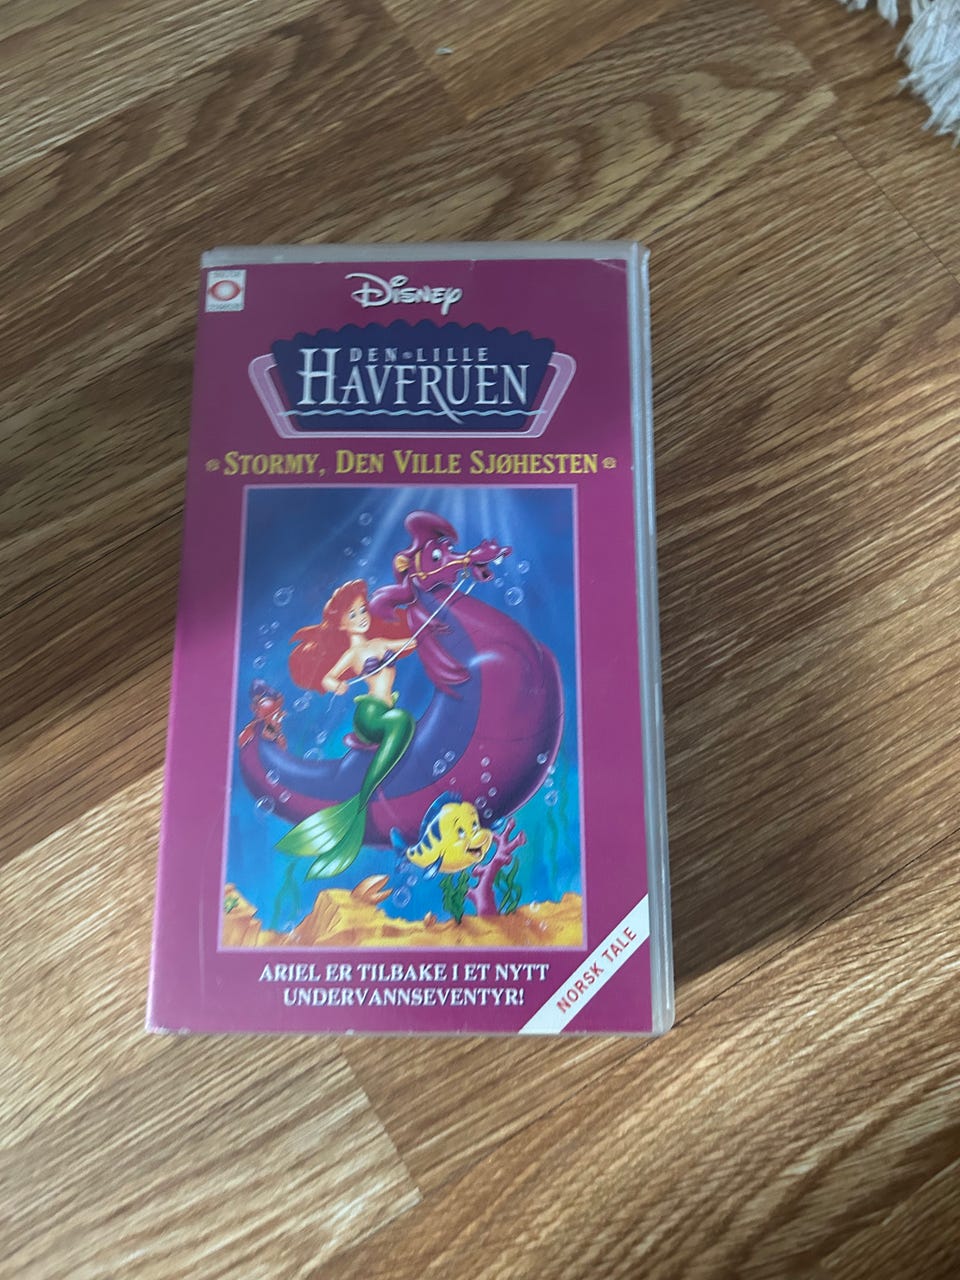 Disney
DEN LILLE
HAVFRUEN
STORMY, DEN VILLE SJØHESTEN
ARIEL ER TILBAKE I ET NYTT
UNDERVANNSEVENTYR!
NORSK TALE